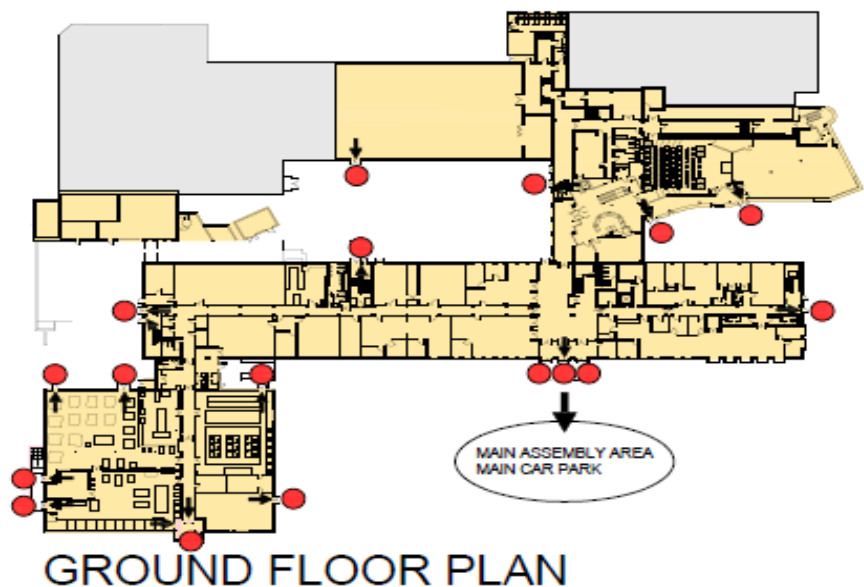 MAIN ASSEMBLY AREA
MAIN CAR PARK
GROUND FLOOR PLAN